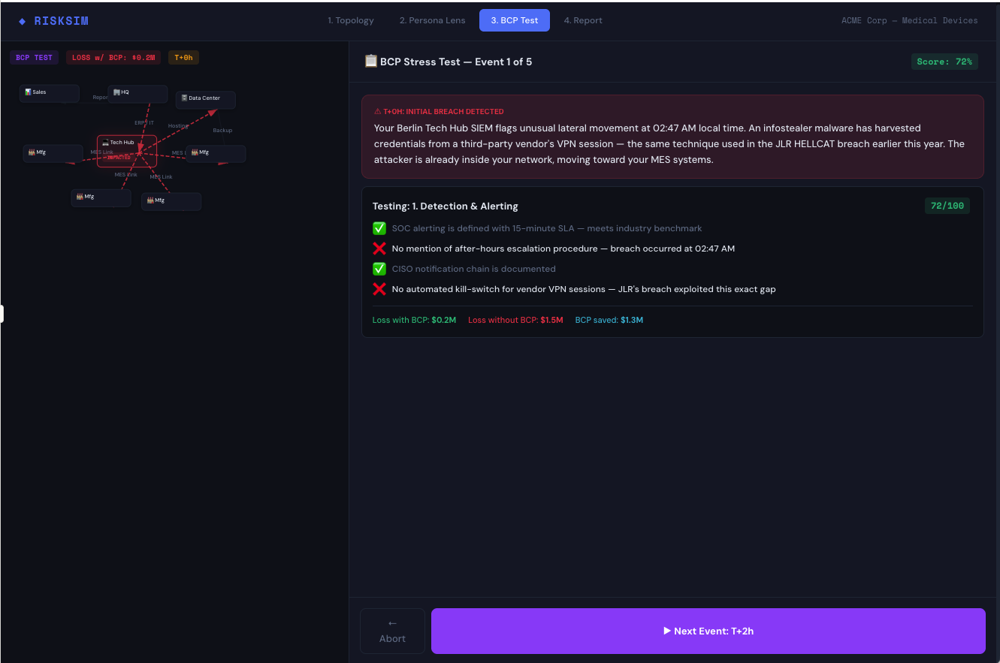 ◆ RISKSIM
1. Topology
2. Persona Lens
3. BCP Test
4. Report
ACME Corp — Medical Devices
BCP TEST
LOSS w/ BCP: $0.2M
T+0h
Sales
Repor
HQ
Data Center
ERP / IT
Hosting
Backup
Tech Hub
IMPACTED
Mfg
MES Link
MES
Mfg
MES Link
MES Link
Mfg
Mfg
BCP Stress Test — Event 1 of 5
Score: 72%
⚠ T+0H: INITIAL BREACH DETECTED
Your Berlin Tech Hub SIEM flags unusual lateral movement at 02:47 AM local time. An infostealer malware has harvested
credentials from a third-party vendor's VPN session — the same technique used in the JLR HELLCAT breach earlier this year. The
attacker is already inside your network, moving toward your MES systems.
Testing: 1. Detection & Alerting
72/100
SOC alerting is defined with 15-minute SLA — meets industry benchmark
No mention of after-hours escalation procedure — breach occurred at 02:47 AM
CISO notification chain is documented
No automated kill-switch for vendor VPN sessions — JLR's breach exploited this exact gap
Loss with BCP: $0.2M
Loss without BCP: $1.5M
BCP saved: $1.3M
← Abort
▶ Next Event: T+2h